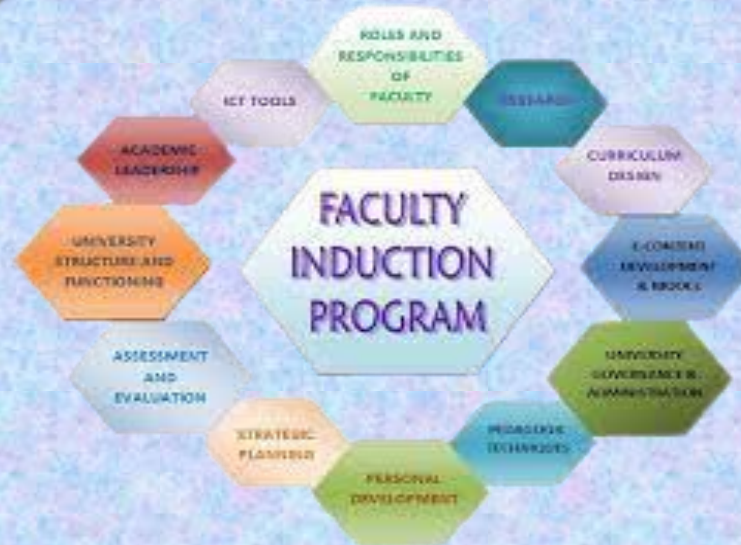 FACULTY
INDUCTION
PROGRAM
ROLES AND
RESPONSIBILITIES
OF
FACULTY
RESEARCH
CURRICULUM
DESIGN
E-CONTENT
DEVELOPMENT
& MOOCS
UNIVERSITY
GOVERNANCE &
ADMINISTRATION
PEDAGOGIC
TECHNIQUES
PERSONAL
DEVELOPMENT
STRATEGIC
PLANNING
ASSESSMENT
AND
EVALUATION
UNIVERSITY
STRUCTURE AND
FUNCTIONING
ACADEMIC
LEADERSHIP
ICT TOOLS